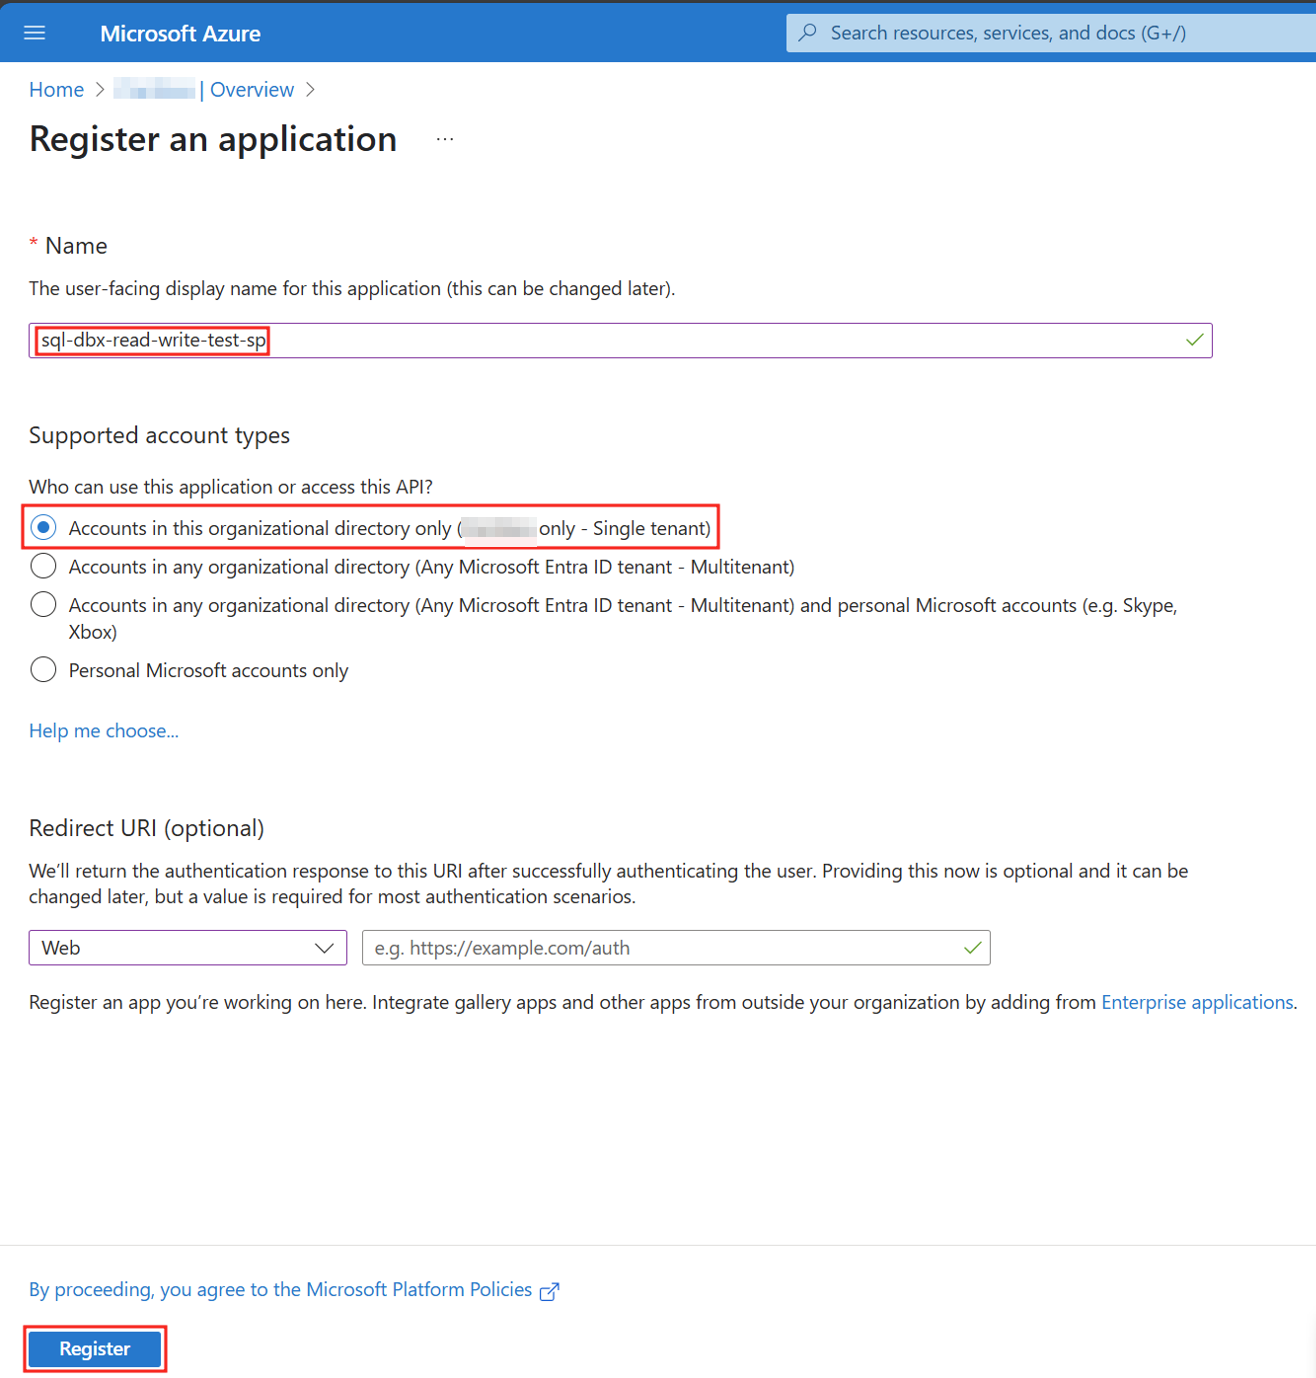 Microsoft Azure
Search resources, services, and docs (G+/)
Home > | Overview >
Register an application ...
* Name
The user-facing display name for this application (this can be changed later).
sql-dbx-read-write-test-sp
Supported account types
Who can use this application or access this API?
Accounts in this organizational directory only ( only - Single tenant)
Accounts in any organizational directory (Any Microsoft Entra ID tenant - Multitenant)
Accounts in any organizational directory (Any Microsoft Entra ID tenant - Multitenant) and personal Microsoft accounts (e.g. Skype,
Xbox)
Personal Microsoft accounts only
Help me choose...
Redirect URI (optional)
We’ll return the authentication response to this URI after successfully authenticating the user. Providing this now is optional and it can be
changed later, but a value is required for most authentication scenarios.
Web
e.g. https://example.com/auth
Register an app you’re working on here. Integrate gallery apps and other apps from outside your organization by adding from Enterprise applications.
By proceeding, you agree to the Microsoft Platform Policies
Register